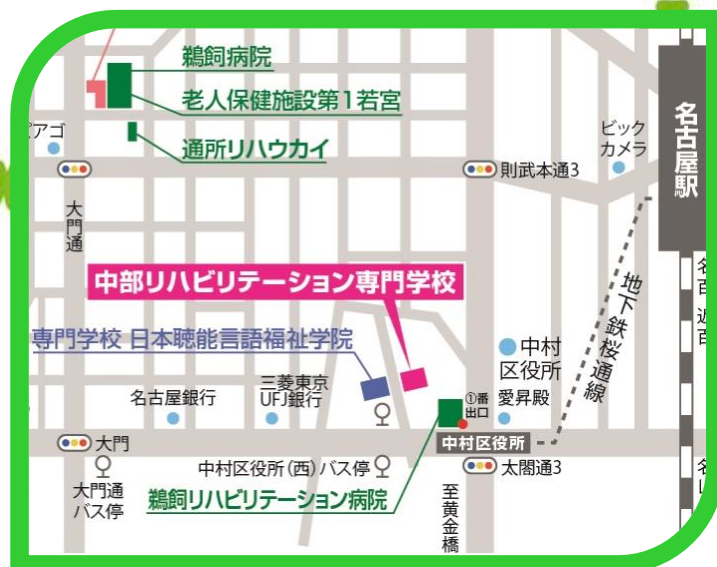 鵜飼病院
老人保健施設第1若宮
通所リハウカイ
ピアゴ
ビック
カメラ
名古屋駅
則武本通3
大門通
中部リハビリテーション専門学校
地下鉄桜通線
専門学校 日本聴能言語福祉学院
中村
区役所
名古屋銀行
三菱東京
UFJ銀行
①番
出口
愛昇殿
大門
中村区役所
大門通
バス停
中村区役所(西)バス停
太閤通3
鵜飼リハビリテーション病院
至黄金橋